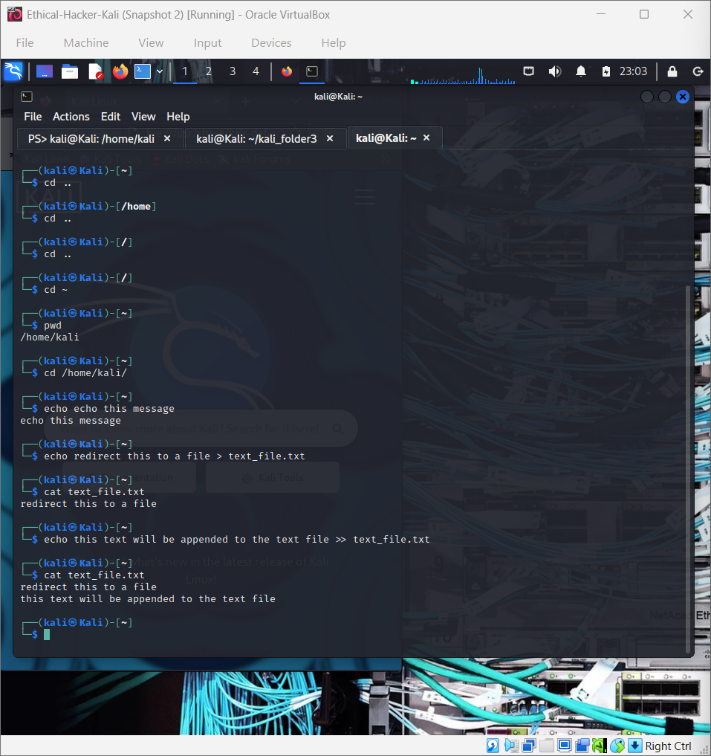 Ethical-Hacker-Kali (Snapshot 2) [Running] - Oracle VirtualBox
File Machine View Input Devices Help
1 2 3 4 23:03
kali@Kali: ~
File Actions Edit View Help
PS> kali@Kali: /home/kali × kali@Kali: ~/kali_folder3 × kali@Kali: ~ ×
┌──(kali㉿Kali)-[~]
└─$ cd ..
┌──(kali㉿Kali)-[/home]
└─$ cd ..
┌──(kali㉿Kali)-[/]
└─$ cd ..
┌──(kali㉿Kali)-[/]
└─$ cd ~
┌──(kali㉿Kali)-[~]
└─$ pwd
/home/kali
┌──(kali㉿Kali)-[~]
└─$ cd /home/kali/
┌──(kali㉿Kali)-[~]
└─$ echo echo this message
echo this message
┌──(kali㉿Kali)-[~]
└─$ echo redirect this to a file > text_file.txt
┌──(kali㉿Kali)-[~]
└─$ cat text_file.txt
redirect this to a file
┌──(kali㉿Kali)-[~]
└─$ echo this text will be appended to the text file >> text_file.txt
┌──(kali㉿Kali)-[~]
└─$ cat text_file.txt
redirect this to a file
this text will be appended to the text file
┌──(kali㉿Kali)-[~]
└─$
Right Ctrl